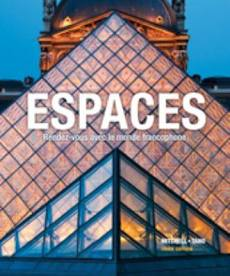 ESPACES
Rendez-vous avec le monde francophone
MITCHELL • TANO